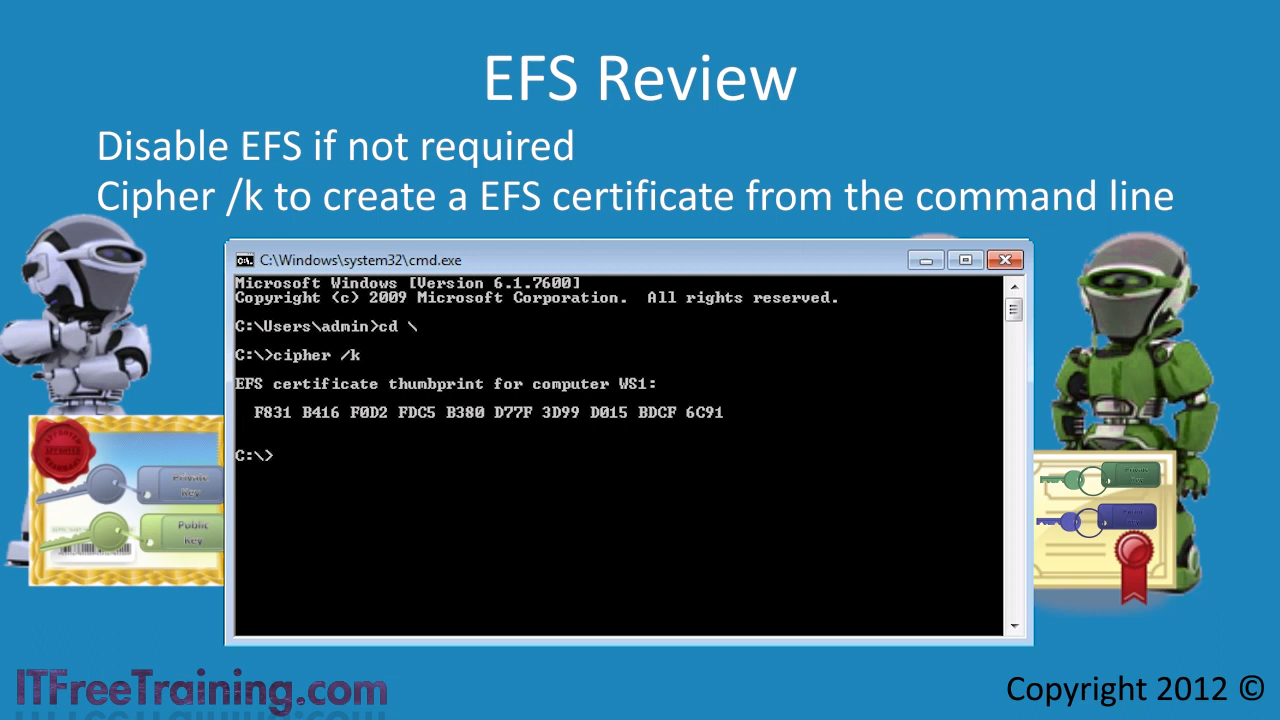 EFS Review
Disable EFS if not required
Cipher /k to create a EFS certificate from the command line
C:\Windows\system32\cmd.exe
Microsoft Windows [Version 6.1.7600]
Copyright (c) 2009 Microsoft Corporation.  All rights reserved.
C:\Users\admin>cd \
C:\>cipher /k
EFS certificate thumbprint for computer WS1:
F831 B416 F0D2 FDC5 B380 D77F 3D99 D015 BDCF 6C91
C:\>
APPROVED
Private
Key
Public
Key
Private
Key
ITFreeTraining.com
Copyright 2012 ©